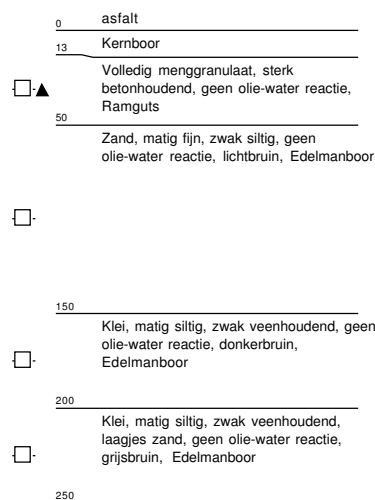 0 asfalt
13 Kernboor
Volledig menggranulaat, sterk
betonhoudend, geen olie-water reactie,
Ramguts
50
Zand, matig fijn, zwak siltig, geen
olie-water reactie, lichtbruin, Edelmanboor
150
Klei, matig siltig, zwak veenhoudend, geen
olie-water reactie, donkerbruin,
Edelmanboor
200
Klei, matig siltig, zwak veenhoudend,
laagjes zand, geen olie-water reactie,
grijsbruin, Edelmanboor
250